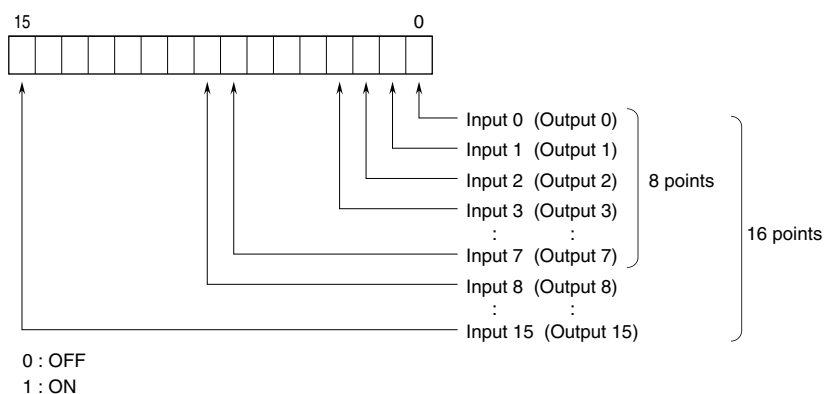 15 0
Input 0 (Output 0)
Input 1 (Output 1)
Input 2 (Output 2)
8 points
Input 3 (Output 3)
: :
16 points
Input 7 (Output 7)
Input 8 (Output 8)
: :
Input 15 (Output 15)
0 : OFF
1 : ON